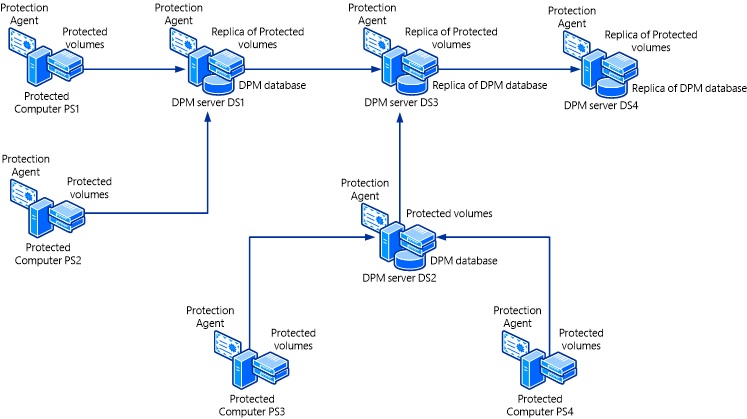 Protection
Agent
Protected
volumes
Protected
Computer PS1
Protection
Agent
Replica of Protected
volumes
DPM database
DPM server DS1
Protection
Agent
Replica of Protected
volumes
Replica of DPM database
DPM server DS3
Protection Agent
Replica of Protected
volumes
Replica of DPM database
DPM server DS4
Protection
Agent
Protected
volumes
Protected
Computer PS2
Protection
Agent
Protected volumes
DPM database
DPM server DS2
Protection
Agent
Protected
volumes
Protected
Computer PS3
Protection
Agent
Protected
volumes
Protected
Computer PS4